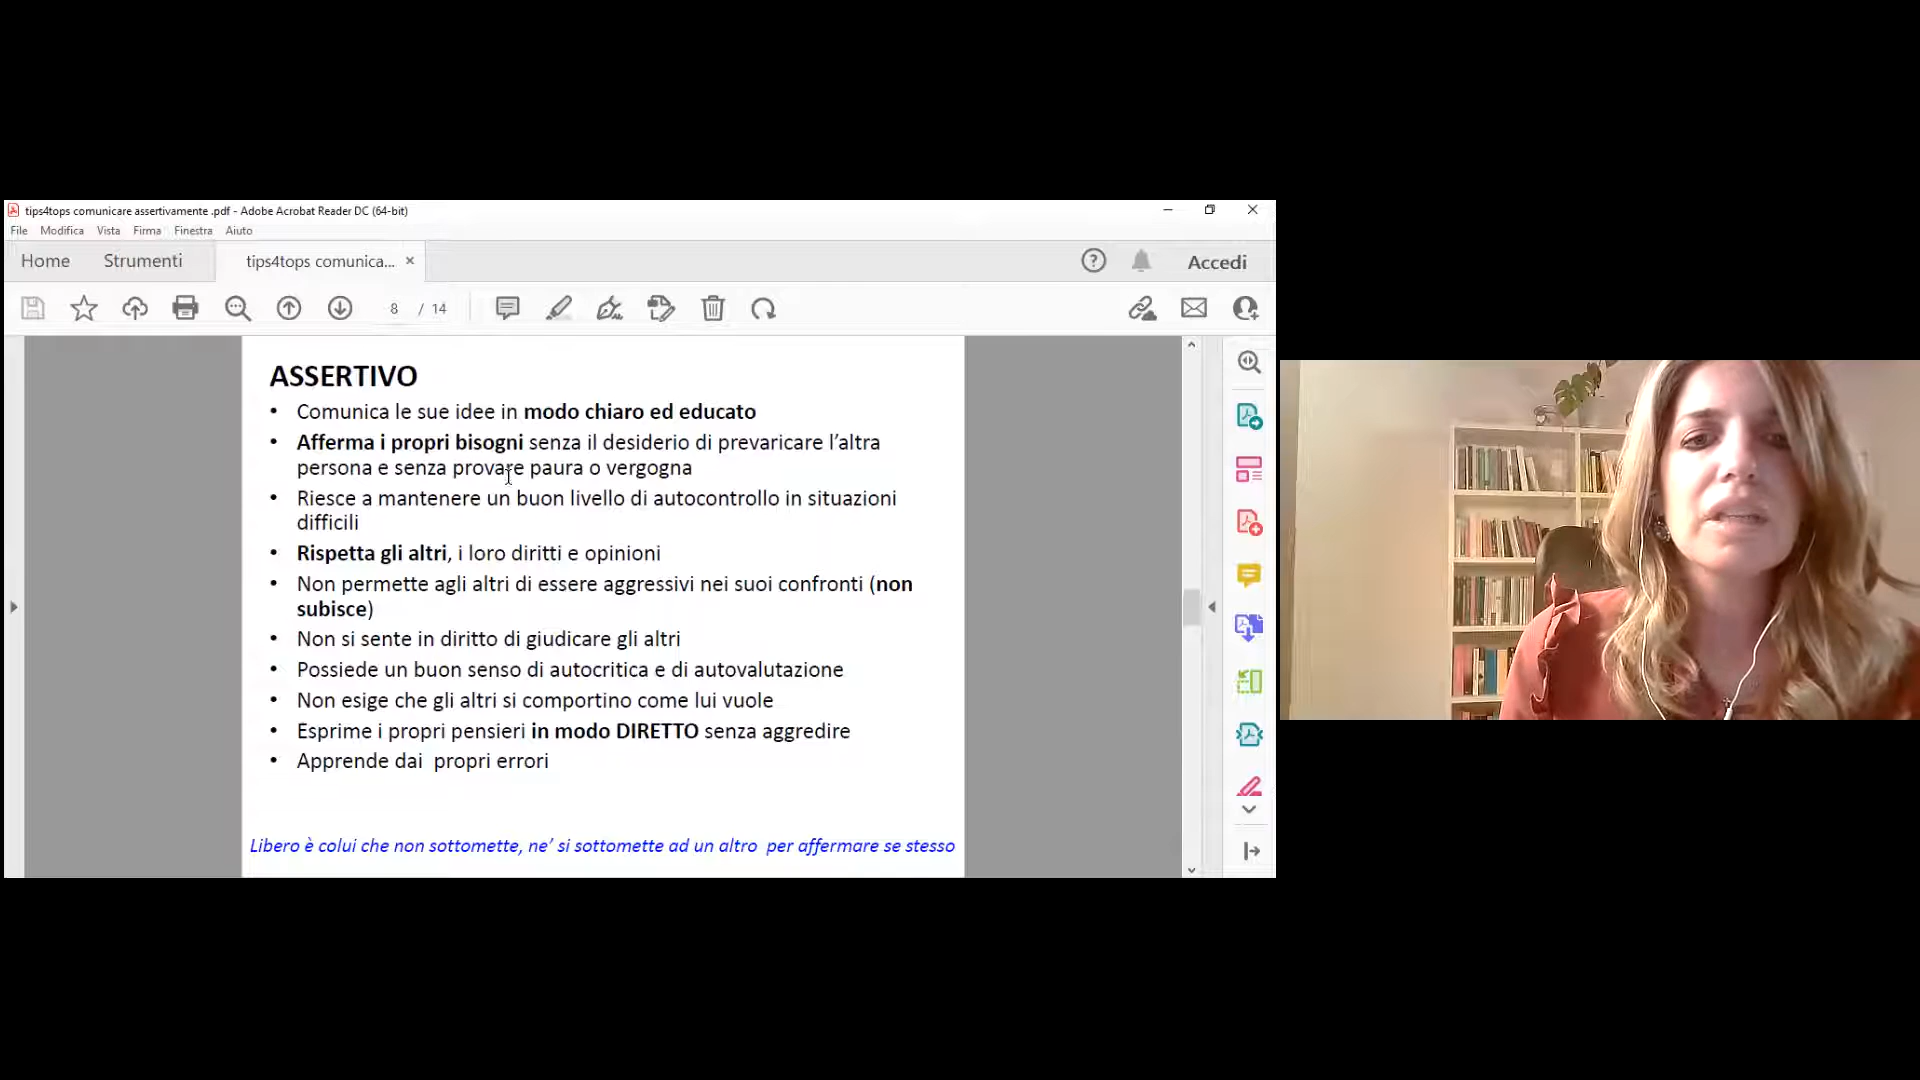 tips4tops comunicare assertivamente .pdf - Adobe Acrobat Reader DC (64-bit)
File Modifica Vista Firma Finestra Aiuto
Home Strumenti tips4tops comunica... × Accedi
8 / 14
ASSERTIVO
• Comunica le sue idee in modo chiaro ed educato
• Afferma i propri bisogni senza il desiderio di prevaricare l’altra
persona e senza provare paura o vergogna
• Riesce a mantenere un buon livello di autocontrollo in situazioni
difficili
• Rispetta gli altri, i loro diritti e opinioni
• Non permette agli altri di essere aggressivi nei suoi confronti (non
subisce)
• Non si sente in diritto di giudicare gli altri
• Possiede un buon senso di autocritica e di autovalutazione
• Non esige che gli altri si comportino come lui vuole
• Esprime i propri pensieri in modo DIRETTO senza aggredire
• Apprende dai  propri errori
Libero è colui che non sottomette, ne’ si sottomette ad un altro  per affermare se stesso